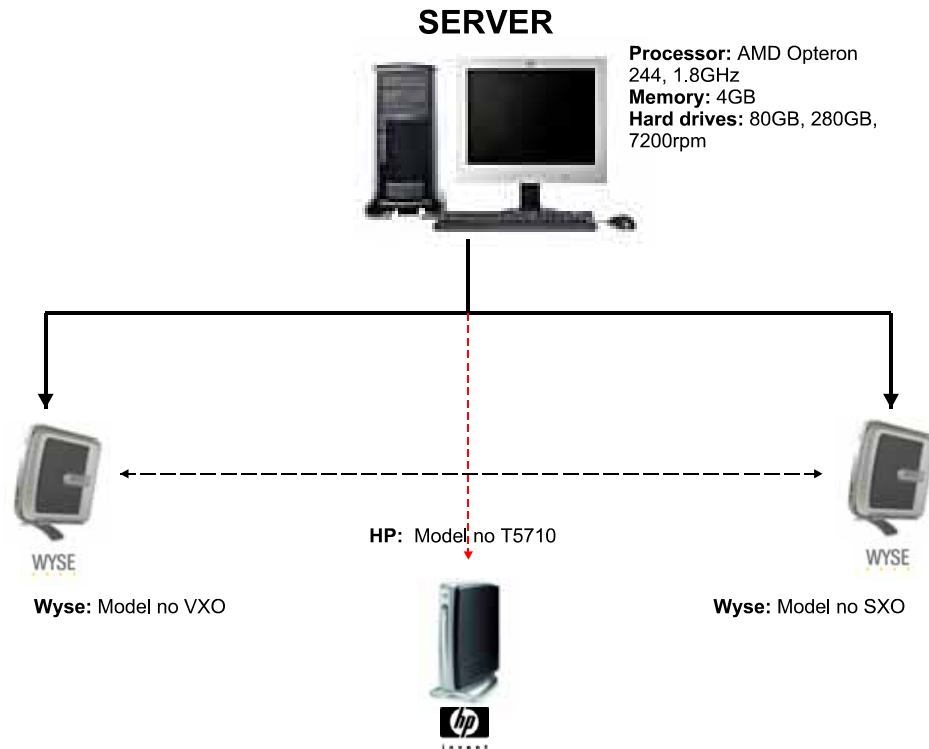 SERVER
Processor: AMD Opteron
244, 1.8GHz
Memory: 4GB
Hard drives: 80GB, 280GB,
7200rpm
WYSE
WYSE
HP: Model no T5710
Wyse: Model no VXO
Wyse: Model no SXO
hp
invent